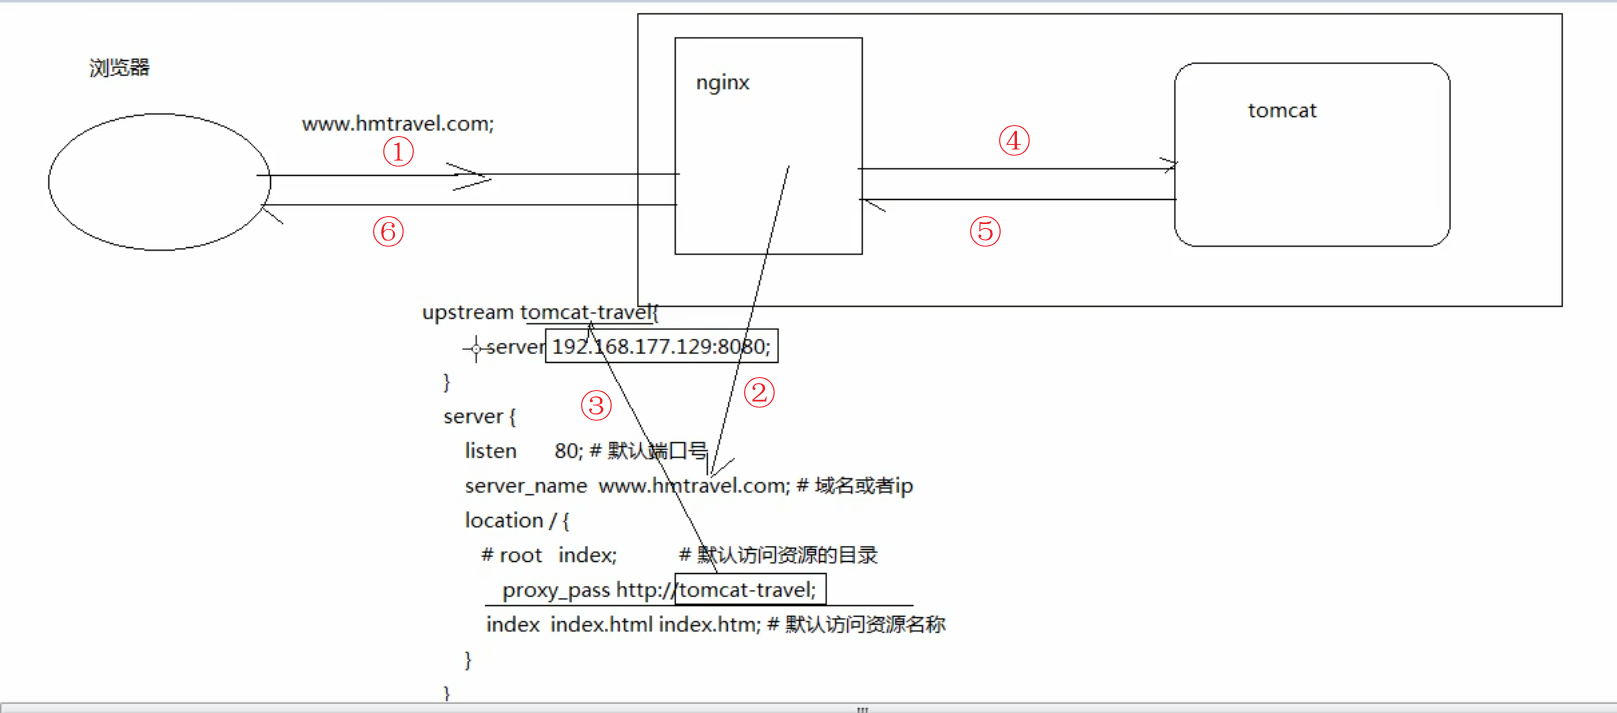 浏览器
www.hmtravel.com;
①
⑥
nginx
④
⑤
tomcat
upstream tomcat-travel{
server 192.168.177.129:8080;
}
③
②
server {
listen 80; # 默认端口号
server_name www.hmtravel.com; # 域名或者ip
location / {
# root index; # 默认访问资源的目录
proxy_pass http://tomcat-travel;
index index.html index.htm; # 默认访问资源名称
}
}